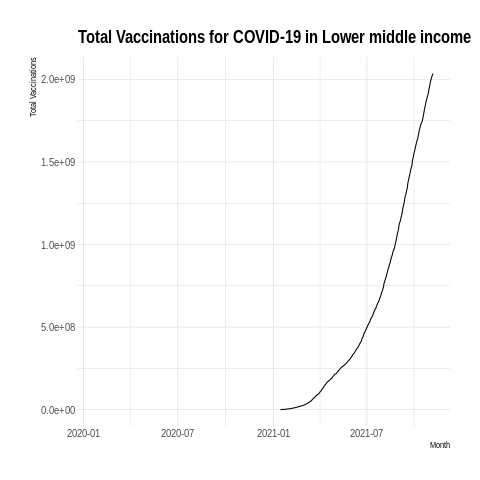 Total Vaccinations for COVID-19 in Lower middle income
Total Vaccinations
2.0e+09
1.5e+09
1.0e+09
5.0e+08
0.0e+00
2020-01 2020-07 2021-01 2021-07
Month